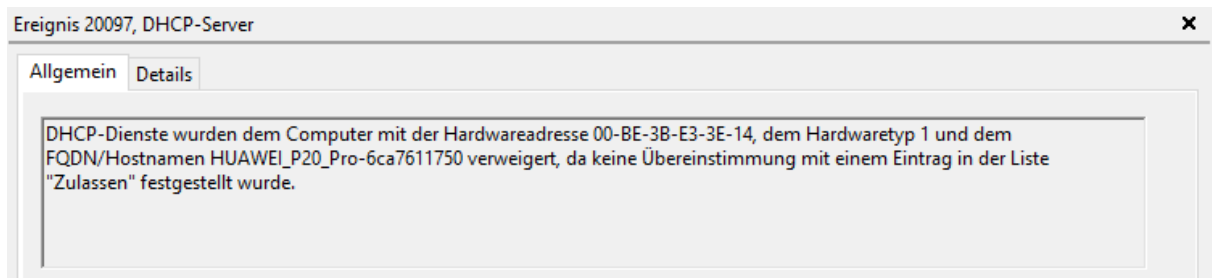 Ereignis 20097, DHCP-Server
Allgemein
Details
DHCP-Dienste wurden dem Computer mit der Hardwareadresse 00-BE-3B-E3-3E-14, dem Hardwaretyp 1 und dem
FQDN/Hostnamen HUAWEI_P20_Pro-6ca7611750 verweigert, da keine Übereinstimmung mit einem Eintrag in der Liste
"Zulassen" festgestellt wurde.